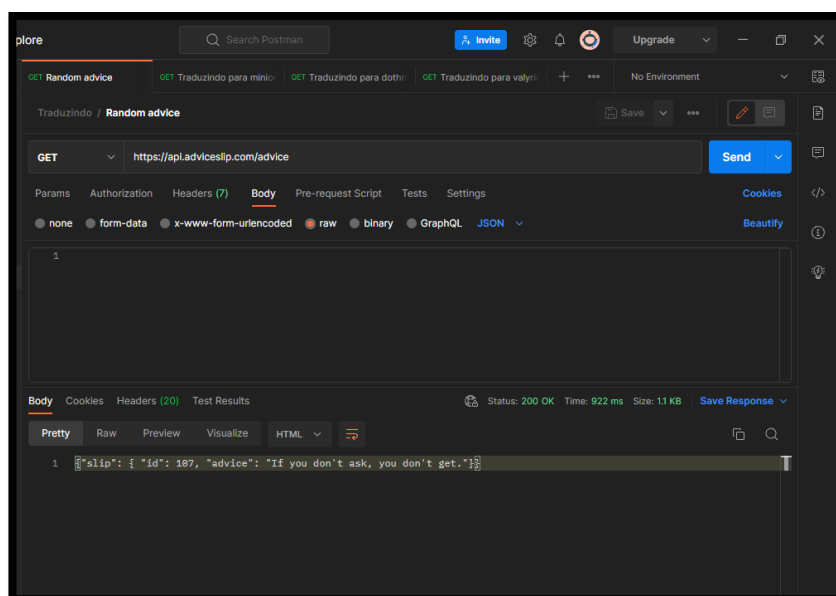 plore Search Postman Invite Upgrade
GET Random advice GET Traduzindo para minion GET Traduzindo para dothr GET Traduzindo para valyri No Environment
Traduzindo / Random advice Save
GET https://api.adviceslip.com/advice Send
Params Authorization Headers (7) Body Pre-request Script Tests Settings Cookies
none form-data x-www-form-urlencoded raw binary GraphQL JSON Beautify
1
Body Cookies Headers (20) Test Results Status: 200 OK Time: 922 ms Size: 1.1 KB Save Response
Pretty Raw Preview Visualize HTML
1 {"slip": { "id": 107, "advice": "If you don't ask, you don't get."}}